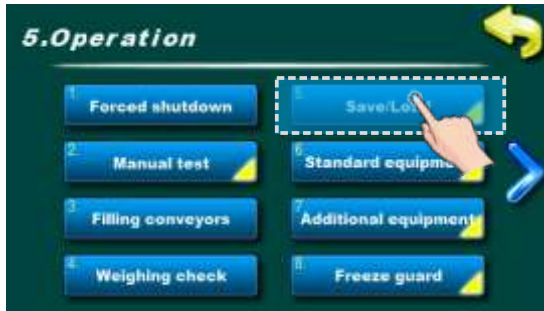 5.Operation
1. Forced shutdown
5. Save/Lo
2. Manual test
6. Standard equipm
3. Filling conveyors
7. Additional equipment
4. Weighing check
8. Freeze guard